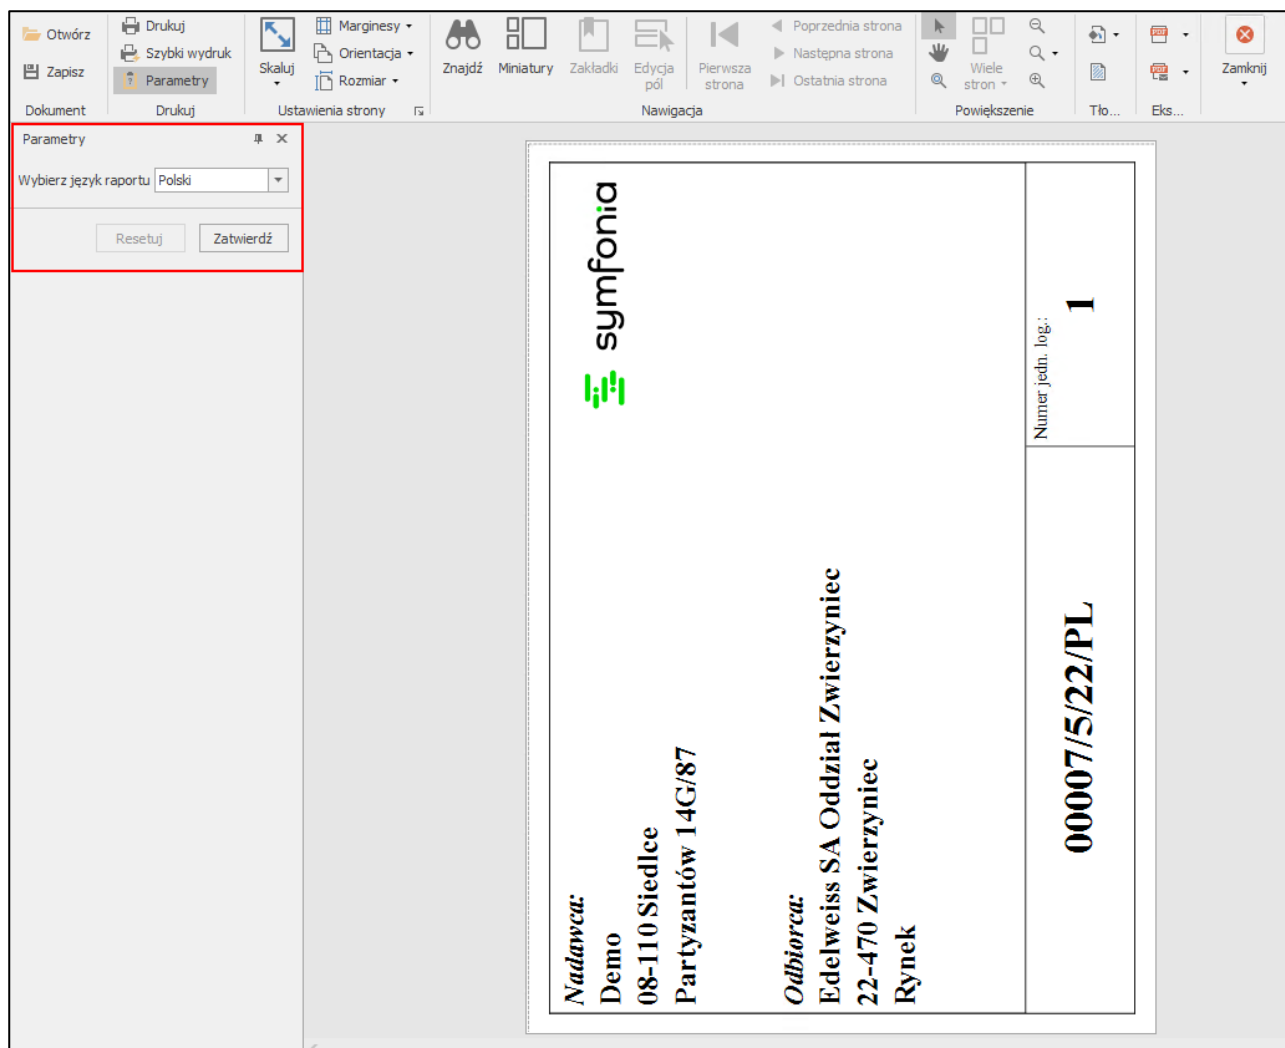 Otwórz
Zapisz
Dokument
Drukuj
Szybki wydruk
Parametry
Drukuj
Skaluj
Marginesy
Orientacja
Rozmiar
Ustawienia strony
Znajdź
Miniatury
Zakładki
Edycja
pól
Pierwsza
strona
Poprzednia strona
Następna strona
Ostatnia strona
Nawigacja
Wiele
stron
Powiększenie
Tło...
PDF
PDF
Eks...
Zamknij
Parametry
Wybierz język raportu Polski
Resetuj Zatwierdź
symfonia
Nadawca:
Demo
08-110 Siedlce
Partyzantów 14G/87
Odbiorca:
Edelweiss SA Oddział Zwierzyniec
22-470 Zwierzyniec
Rynek
00007/5/22/PL
Numer jedn. log.:
1